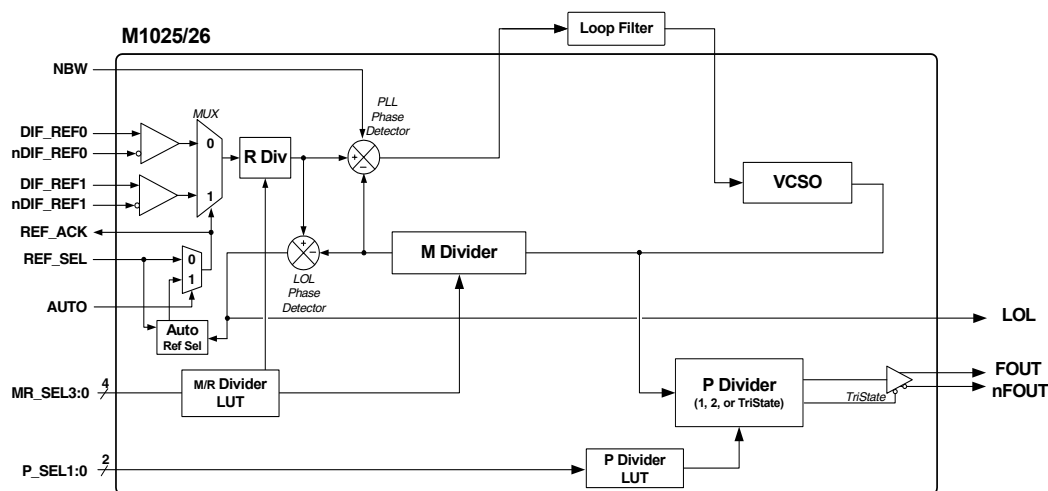 M1025/26
Loop Filter
NBW
PLL
Phase
Detector
MUX
DIF_REF0
nDIF_REF0
0
R Div
+
–
VCSO
DIF_REF1
nDIF_REF1
1
REF_ACK
+
–
M Divider
REF_SEL
0
1
LOL
Phase
Detector
AUTO
Auto
Ref Sel
LOL
MR_SEL3:0
4
M/R Divider
LUT
P Divider
(1, 2, or TriState)
TriState
FOUT
nFOUT
P_SEL1:0
2
P Divider
LUT